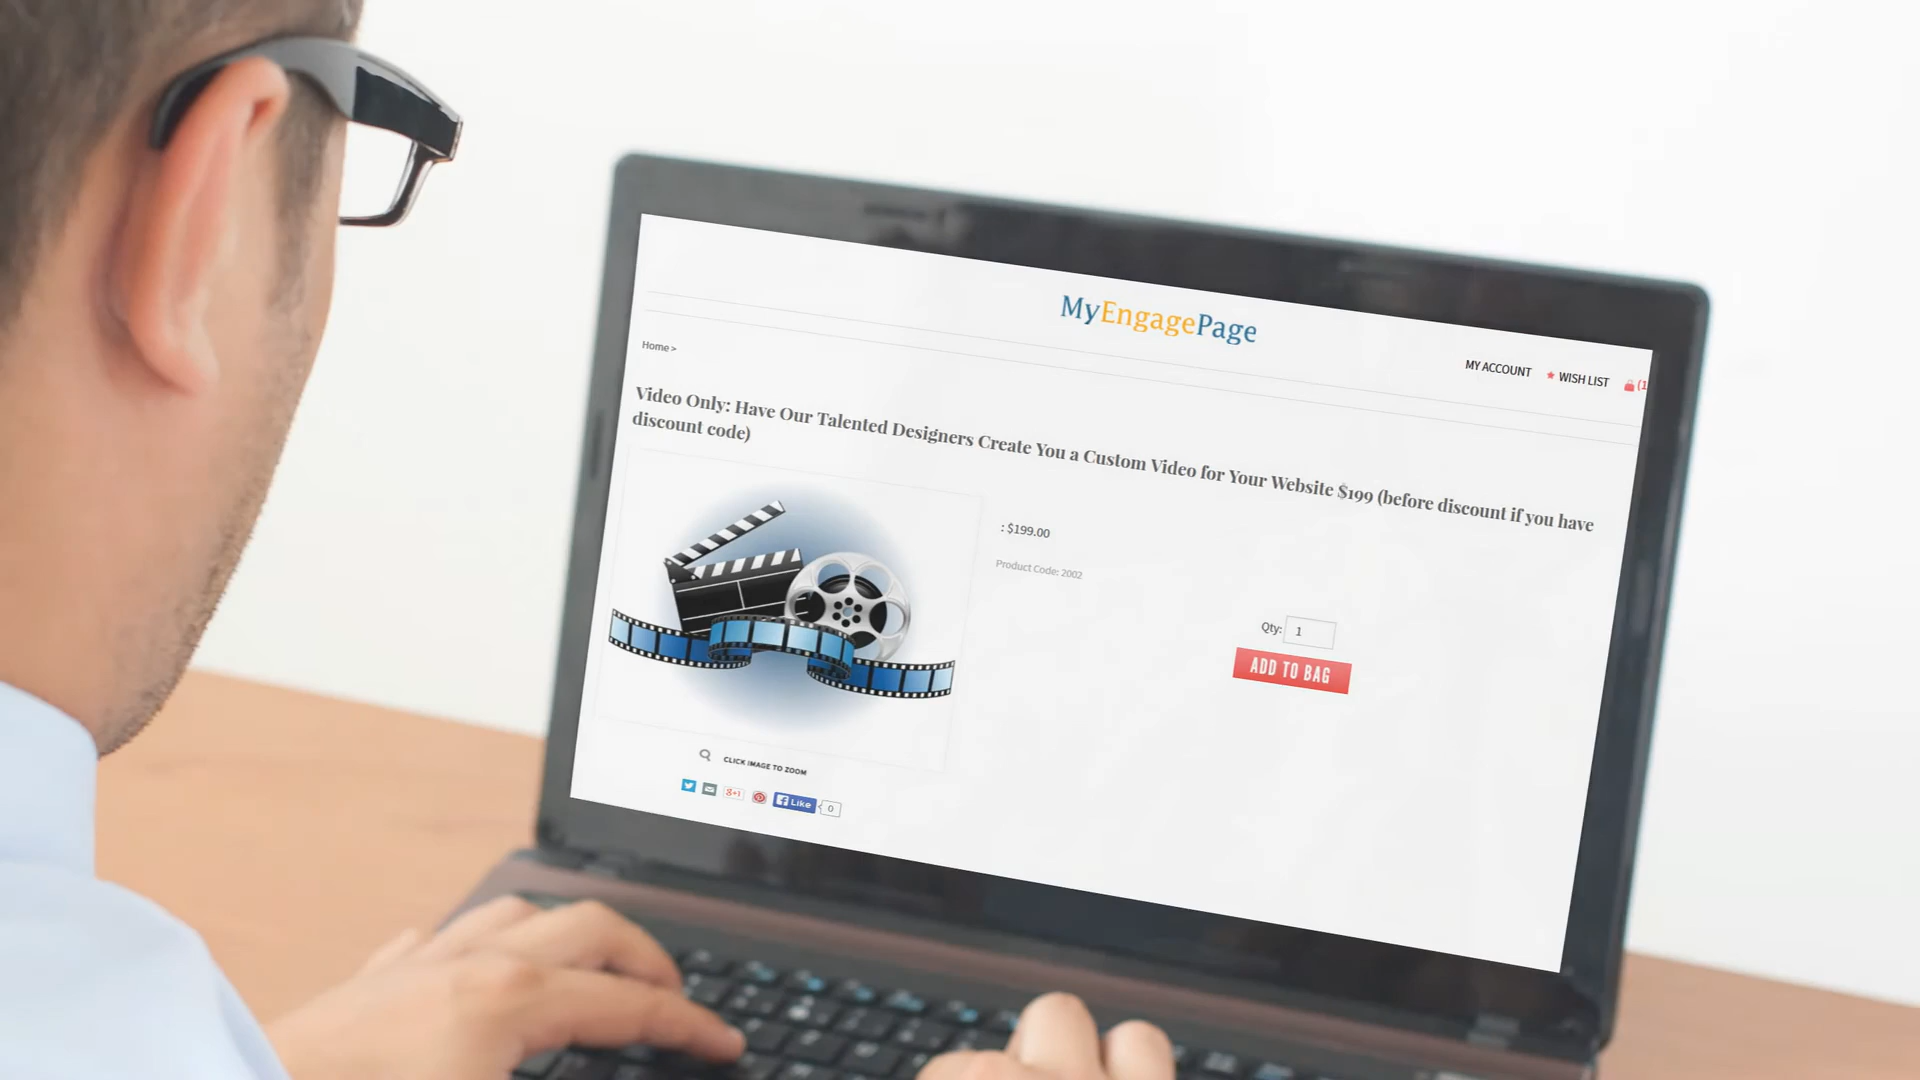 MyEngagePage
MY ACCOUNT WISH LIST (1
Home >
Video Only: Have Our Talented Designers Create You a Custom Video for Your Website $199 (before discount if you have
discount code)
: $199.00
Product Code: 2002
Qty: 1
ADD TO BAG
CLICK IMAGE TO ZOOM
g+1 Like 0